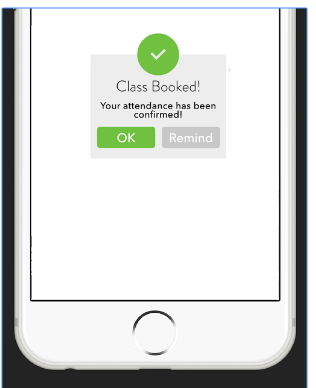 Class Booked!
Your attendance has been
confirmed!
OK
Remind